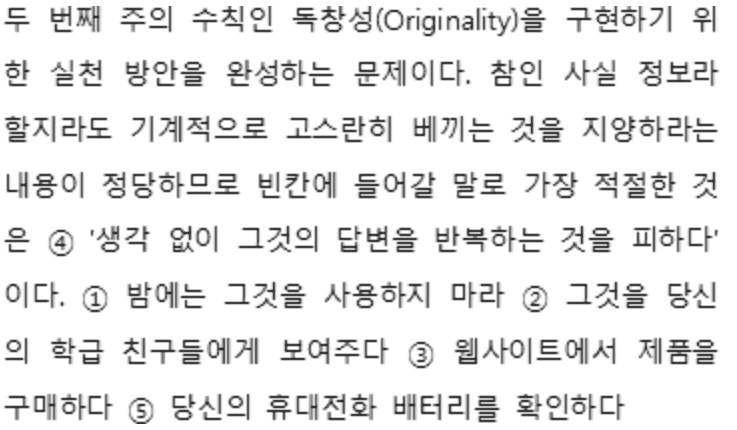 두 번째 주의 수칙인 독창성(Originality)을 구현하기 위
한 실천 방안을 완성하는 문제이다. 참인 사실 정보라
할지라도 기계적으로 고스란히 베끼는 것을 지양하라는
내용이 정당하므로 빈칸에 들어갈 말로 가장 적절한 것
은 ④ '생각 없이 그것의 답변을 반복하는 것을 피하다'
이다. ① 밤에는 그것을 사용하지 마라 ② 그것을 당신
의 학급 친구들에게 보여주다 ③ 웹사이트에서 제품을
구매하다 ⑤ 당신의 휴대전화 배터리를 확인하다